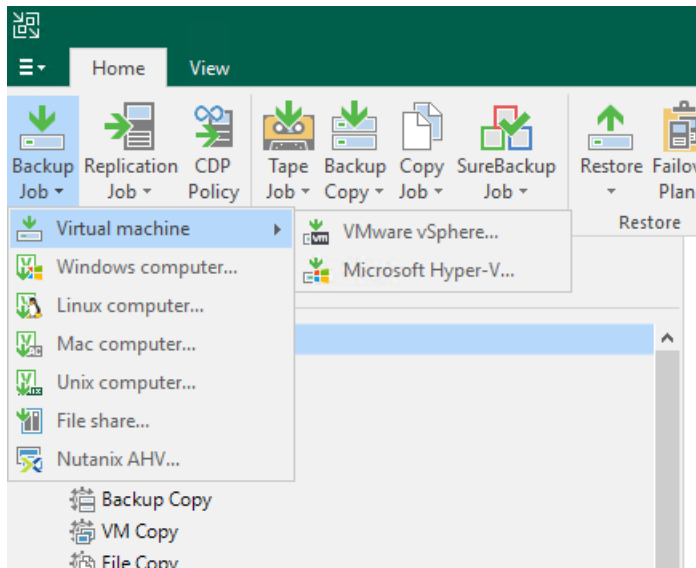 Home View
Backup Replication CDP Tape Backup Copy SureBackup Restore Failov
Job Job Policy Job Copy Job Job Plan
Restore
Virtual machine
VMware vSphere...
Windows computer...
Microsoft Hyper-V...
Linux computer...
Mac computer...
Unix computer...
File share...
Nutanix AHV...
Backup Copy
VM Copy
File Copy